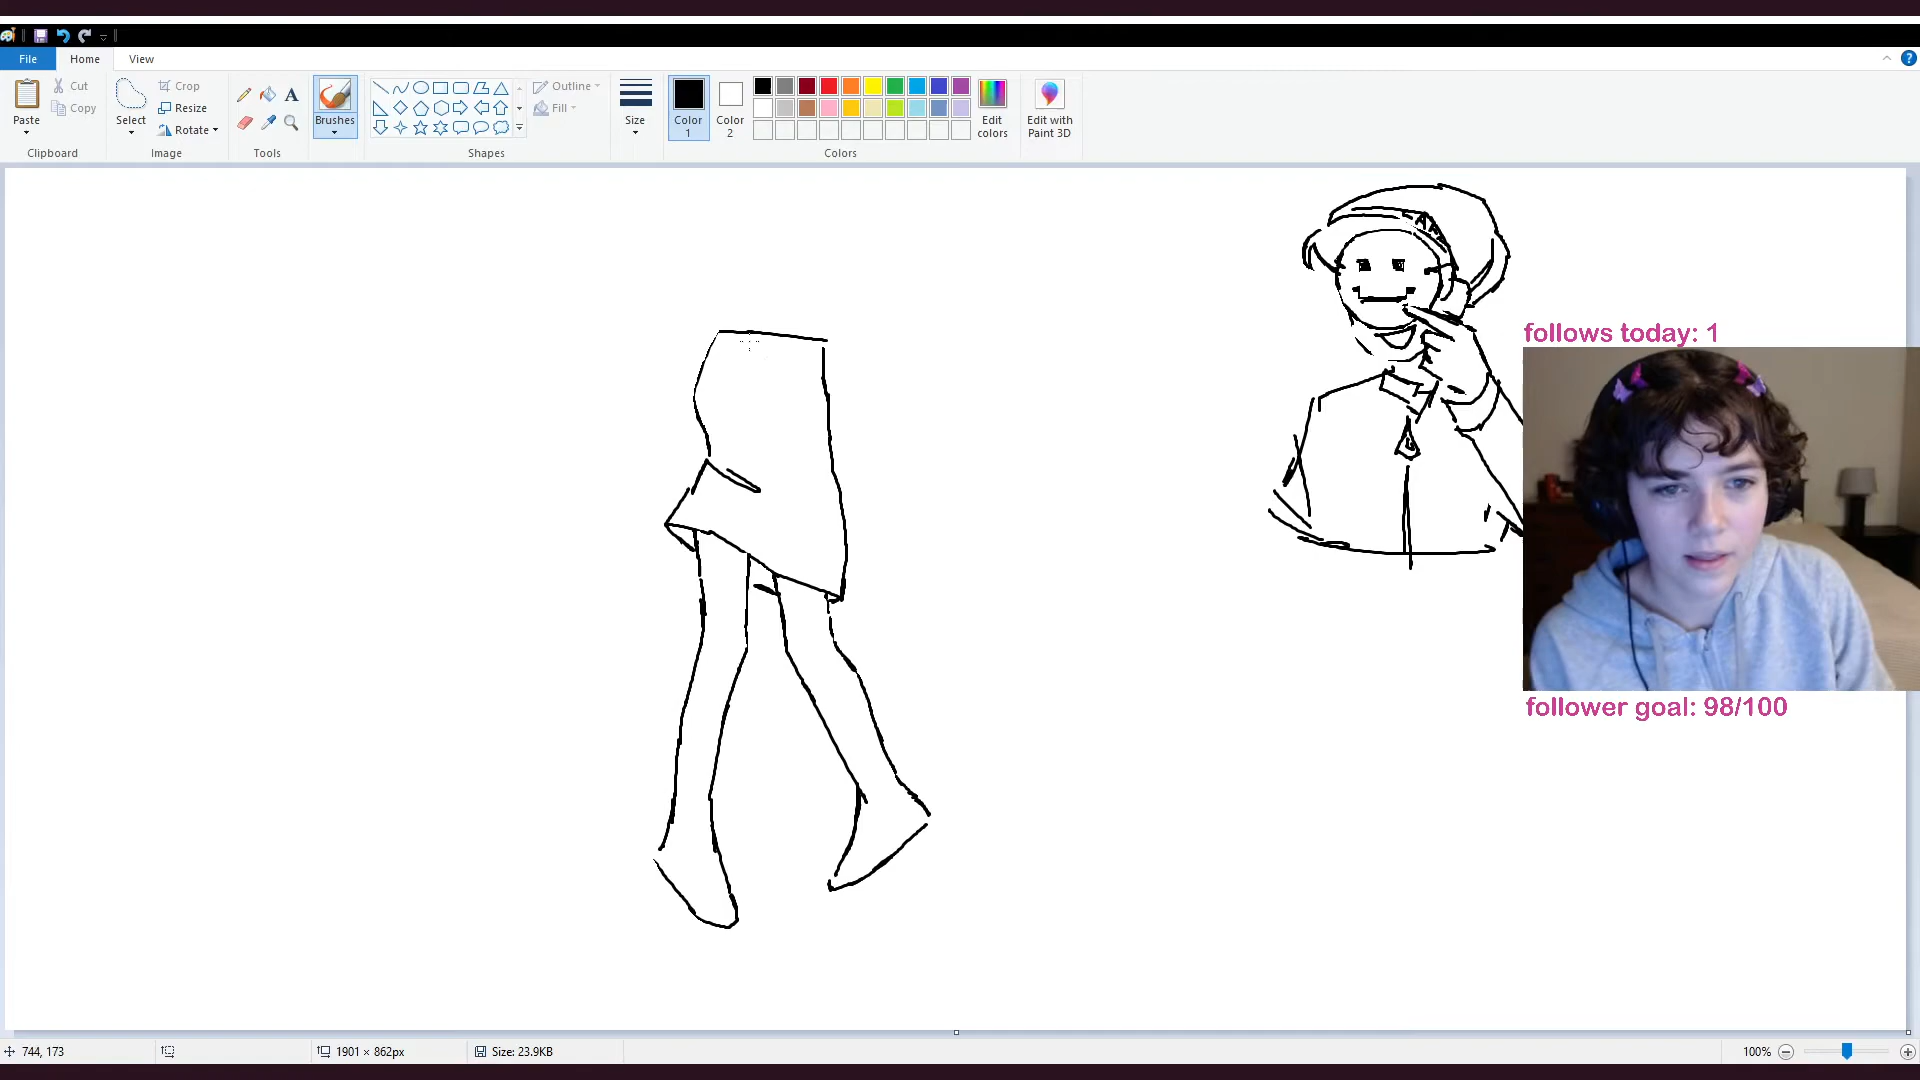 File
Home
View
Paste
Cut
Copy
Clipboard
Select
Crop
Resize
Rotate
Image
Tools
Brushes
Shapes
Outline
Fill
Size
Color
1
Color
2
Edit
colors
Colors
Edit with
Paint 3D
follows today: 1
follower goal: 98/100
744, 173
1901 × 862px
Size: 23.9KB
100%